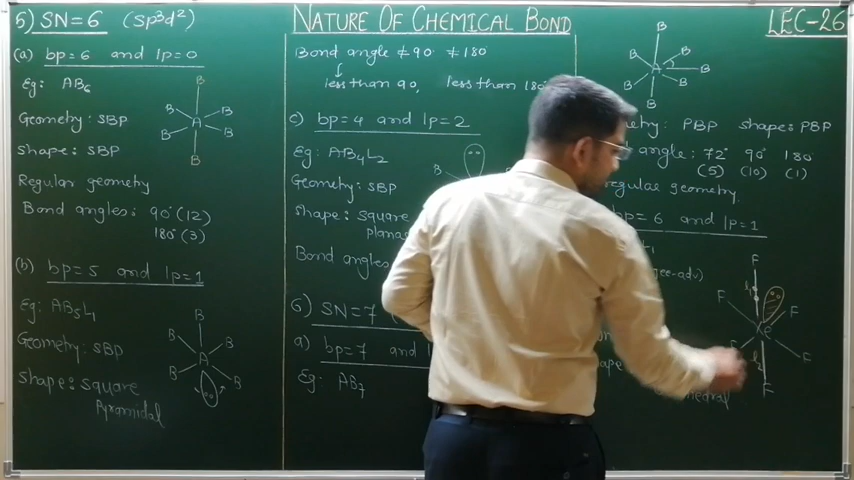 NATURE OF CHEMICAL BOND
LEC-26
5) SN=6 (sp³d²)
(a) bp=6 and lp=0
Eg: AB₆
Geometry: SBP
Shape: SBP
Regular geometry
Bond angles: 90° (12)
180° (3)
B
B
B
A
B
B
B
(b) bp=5 and lp=1
Eg: AB₅L₁
Geometry: SBP
Shape: Square
Pyramidal
B
B
B
A
B
B
Bond angle ≠90° ≠180°
less than 90, less than 180°
c) bp=4 and lp=2
Eg: AB₄L₂
Geometry: SBP
Shape: Square
planar
Bond angles
B
6) SN=7
a) bp=7 and
Eg: AB₇
B
B
B
A
B
B
B
B
PBP shape: PBP
angle: 72° 90° 180
(5) (10) (1)
regular geometry
bp=6 and lp=1
F
F
F
F
F